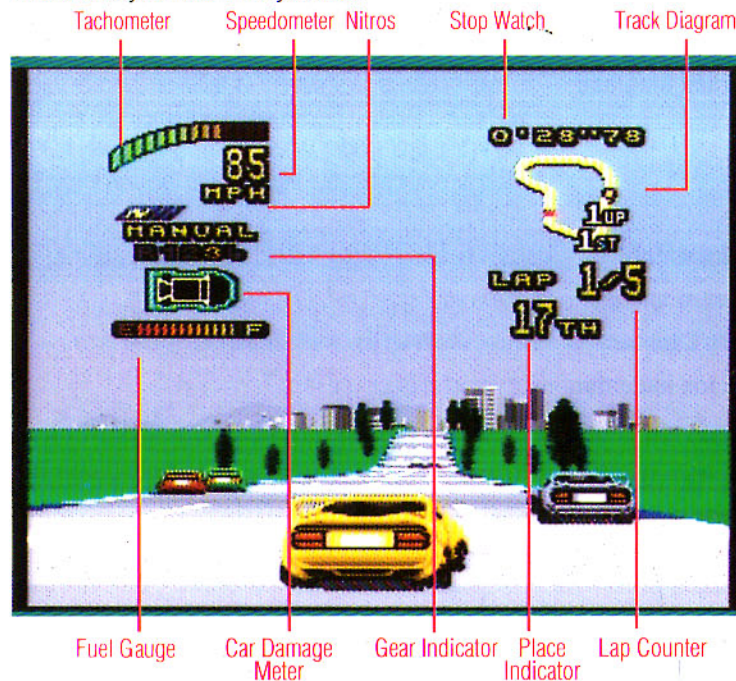 Tachometer Speedometer Nitros Stop Watch Track Diagram
0'28"78
85
MPH
N
MANUAL
1UP
1ST
LAP 1/5
17TH
E F
Fuel Gauge Car Damage Meter Gear Indicator Place Indicator Lap Counter